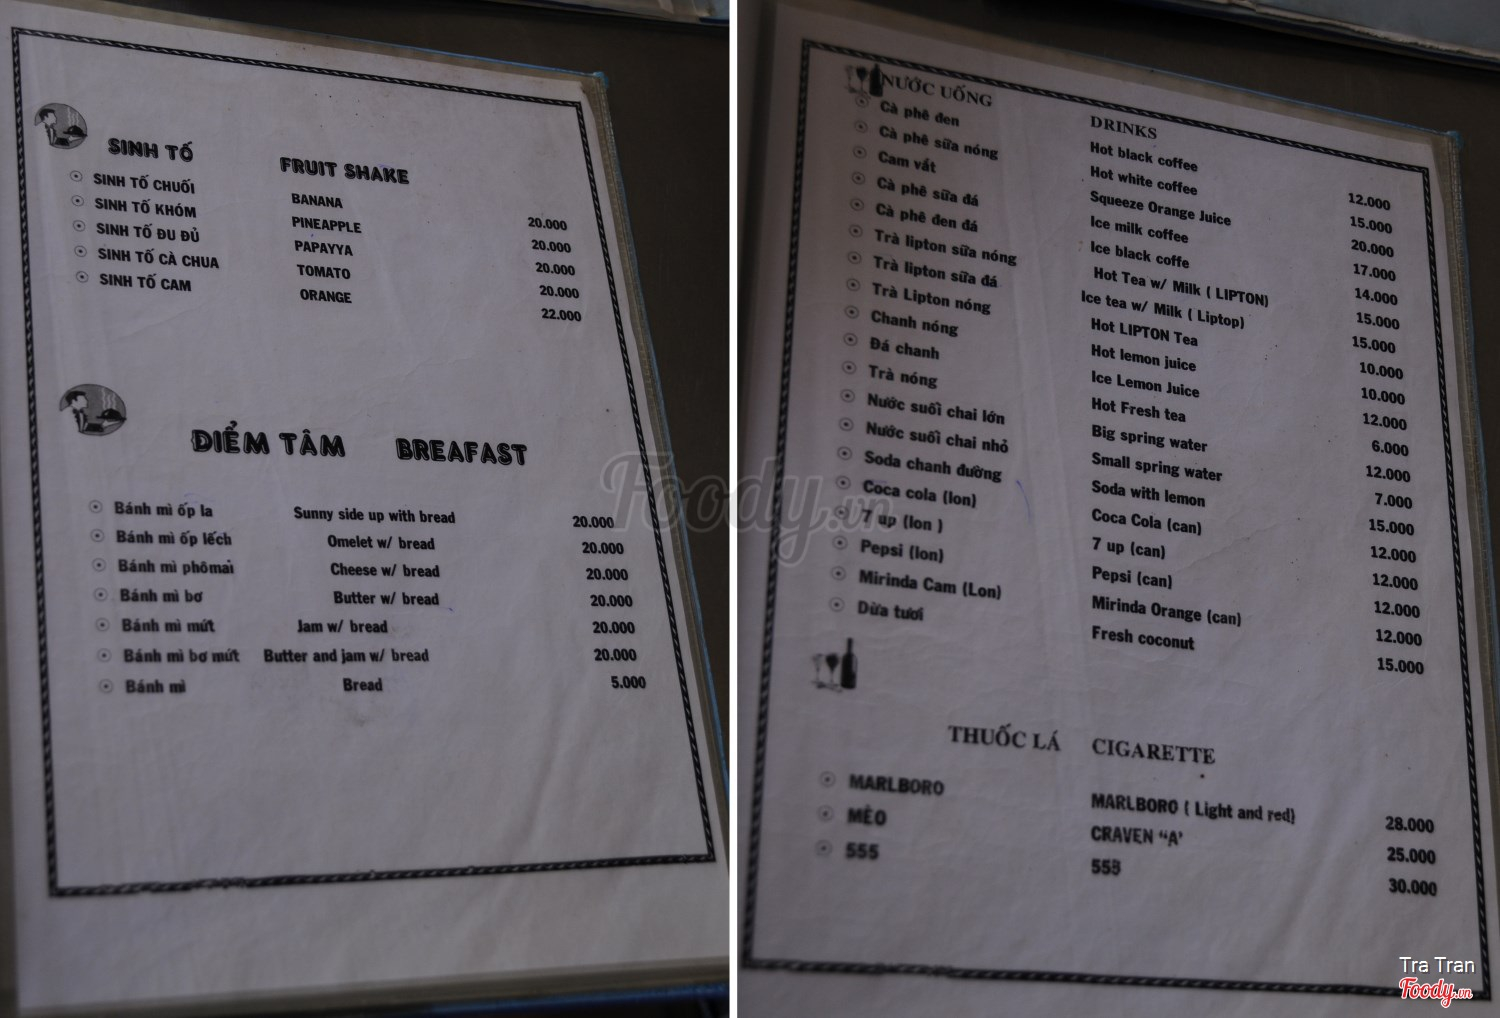 SINH TỐ FRUIT SHAKE
SINH TỐ CHUỐI BANANA 20.000
SINH TỐ KHÓM PINEAPPLE 20.000
SINH TỐ ĐU ĐỦ PAPAYYA 20.000
SINH TỐ CÀ CHUA TOMATO 20.000
SINH TỐ CAM ORANGE 22.000
ĐIỂM TÂM BREAFAST
Bánh mì ốp la Sunny side up with bread 20.000
Bánh mì ốp lếch Omelet w/ bread 20.000
Bánh mì phômai Cheese w/ bread 20.000
Bánh mì bơ Butter w/ bread 20.000
Bánh mì mứt Jam w/ bread 20.000
Bánh mì bơ mứt Butter and jam w/ bread 20.000
Bánh mì Bread 5.000
NƯỚC UỐNG DRINKS
Cà phê đen Hot black coffee 12.000
Cà phê sữa nóng Hot white coffee 15.000
Cam vắt Squeeze Orange Juice 20.000
Cà phê sữa đá Ice milk coffee 17.000
Cà phê đen đá Ice black coffe 14.000
Trà lipton sữa nóng Hot Tea w/ Milk ( LIPTON) 15.000
Trà lipton sữa đá Ice tea w/ Milk ( Liptop) 15.000
Trà Lipton nóng Hot LIPTON Tea 10.000
Chanh nóng Hot lemon juice 10.000
Đá chanh Ice Lemon Juice 12.000
Trà nóng Hot Fresh tea 6.000
Nước suối chai lớn Big spring water 12.000
Nước suối chai nhỏ Small spring water 7.000
Soda chanh đường Soda with lemon 15.000
Coca cola (lon) Coca Cola (can) 12.000
7 up (lon ) 7 up (can) 12.000
Pepsi (lon) Pepsi (can) 12.000
Mirinda Cam (Lon) Mirinda Orange (can) 12.000
Dừa tươi Fresh coconut 15.000
THUỐC LÁ CIGARETTE
MARLBORO MARLBORO ( Light and red) 28.000
MÈO CRAVEN “A’ 25.000
555 555 30.000
Foody.vn
Tra Tran
Foody.vn